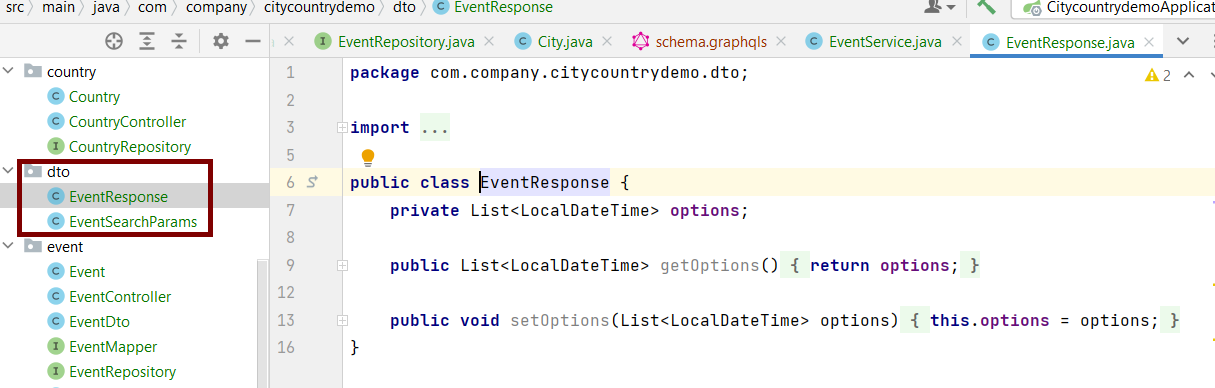 src > main > java > com > company > citycountrydemo > dto > EventResponse
CitycountrydemoApplicat
EventRepository.java
City.java
schema.graphqls
EventService.java
EventResponse.java
country
Country
CountryController
CountryRepository
dto
EventResponse
EventSearchParams
event
Event
EventController
EventDto
EventMapper
EventRepository
1 package com.company.citycountrydemo.dto;
2
2
3 import ...
5
6 public class EventResponse {
7 private List<LocalDateTime> options;
8
9 public List<LocalDateTime> getOptions() { return options; }
12
13 public void setOptions(List<LocalDateTime> options) { this.options = options; }
16 }